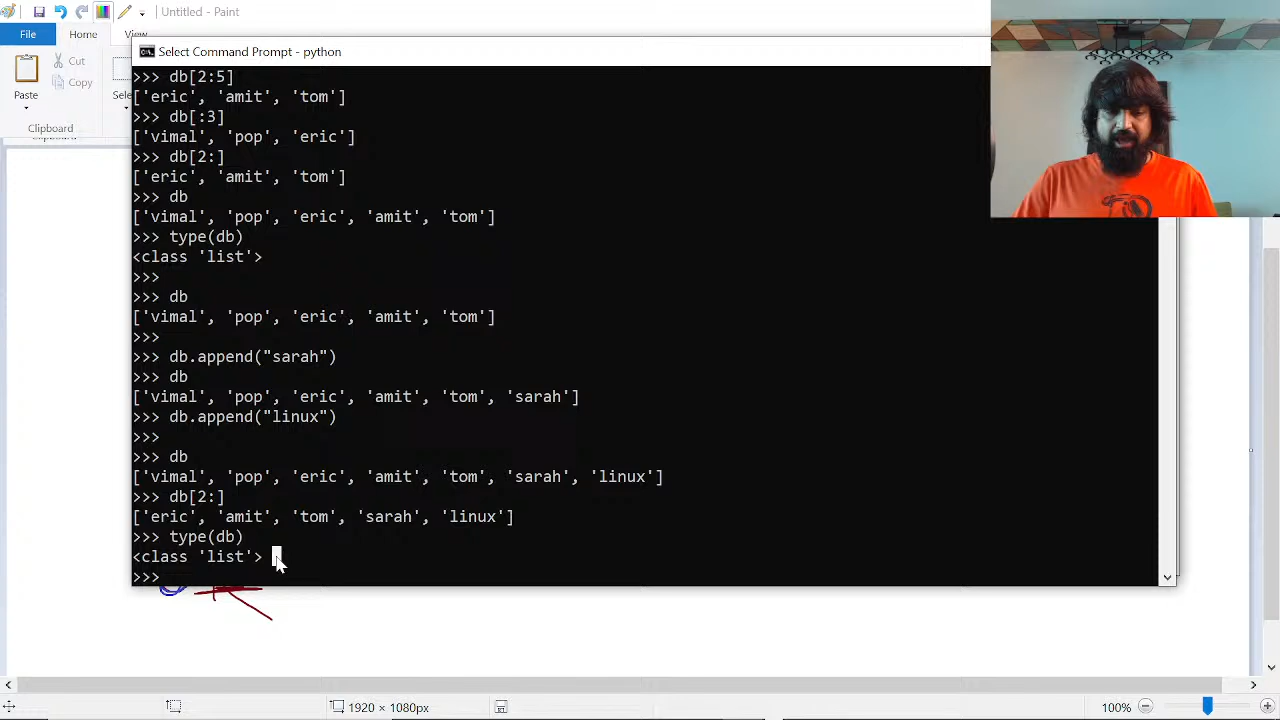 Untitled - Paint
File
Home
View
Paste
Cut
Copy
Clipboard
Select Command Prompt - python
>>> db[2:5]
['eric', 'amit', 'tom']
>>> db[:3]
['vimal', 'pop', 'eric']
>>> db[2:]
['eric', 'amit', 'tom']
>>> db
['vimal', 'pop', 'eric', 'amit', 'tom']
>>> type(db)
<class 'list'>
>>>
>>> db
['vimal', 'pop', 'eric', 'amit', 'tom']
>>>
>>> db.append("sarah")
>>> db
['vimal', 'pop', 'eric', 'amit', 'tom', 'sarah']
>>> db.append("linux")
>>>
>>> db
['vimal', 'pop', 'eric', 'amit', 'tom', 'sarah', 'linux']
>>> db[2:]
['eric', 'amit', 'tom', 'sarah', 'linux']
>>> type(db)
<class 'list'>
>>>
1920 × 1080px
100%